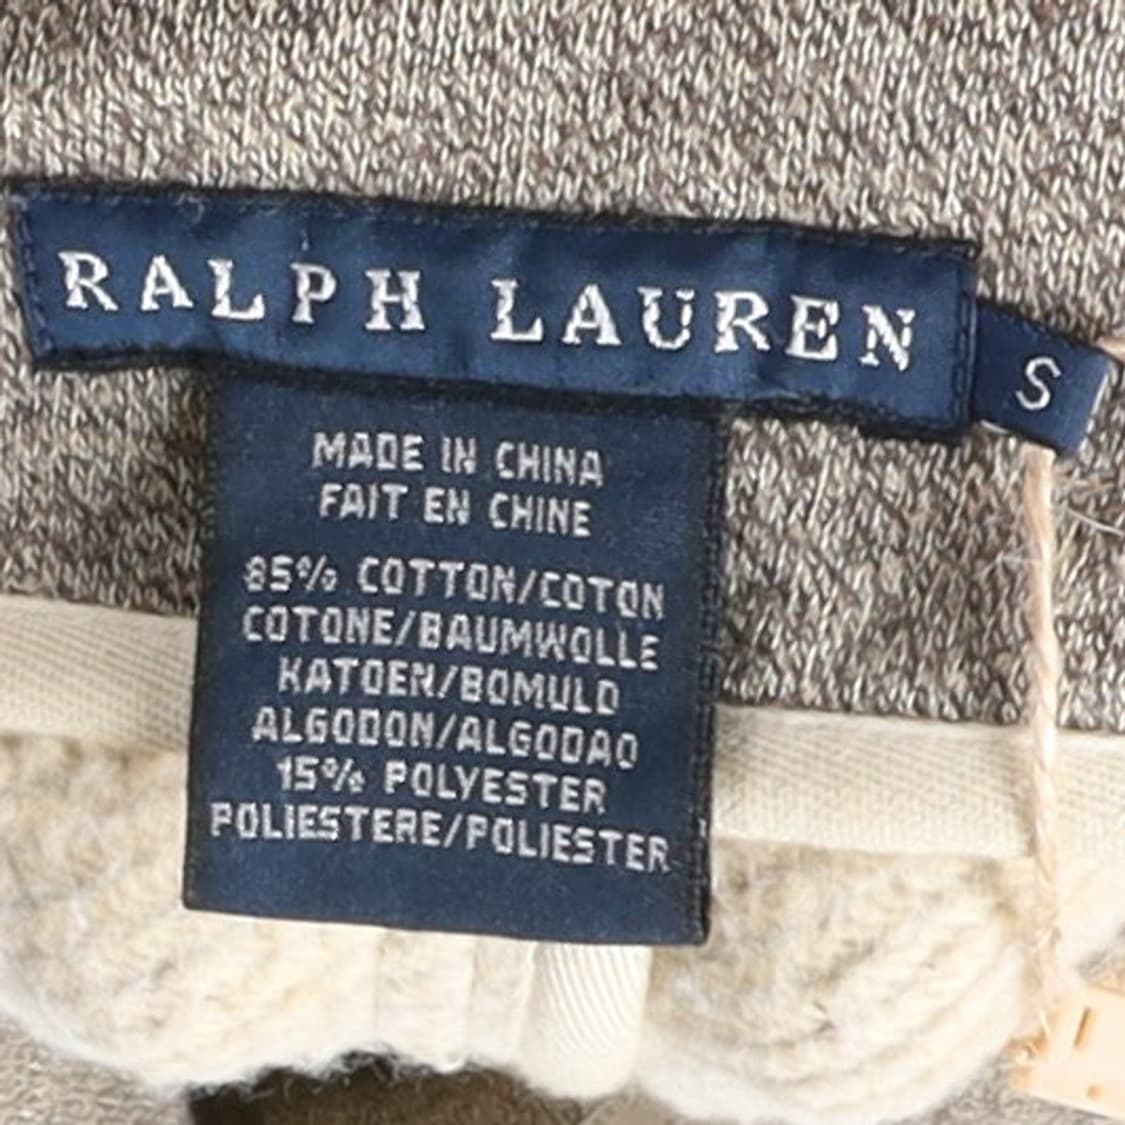 RALPH LAUREN
S
MADE IN CHINA
FAIT EN CHINE
85% COTTON/COTON
COTONE/BAUMWOLLE
KATOEN/BOMULD
ALGODON/ALGODAO
15% POLYESTER
POLIESTERE/POLIESTER